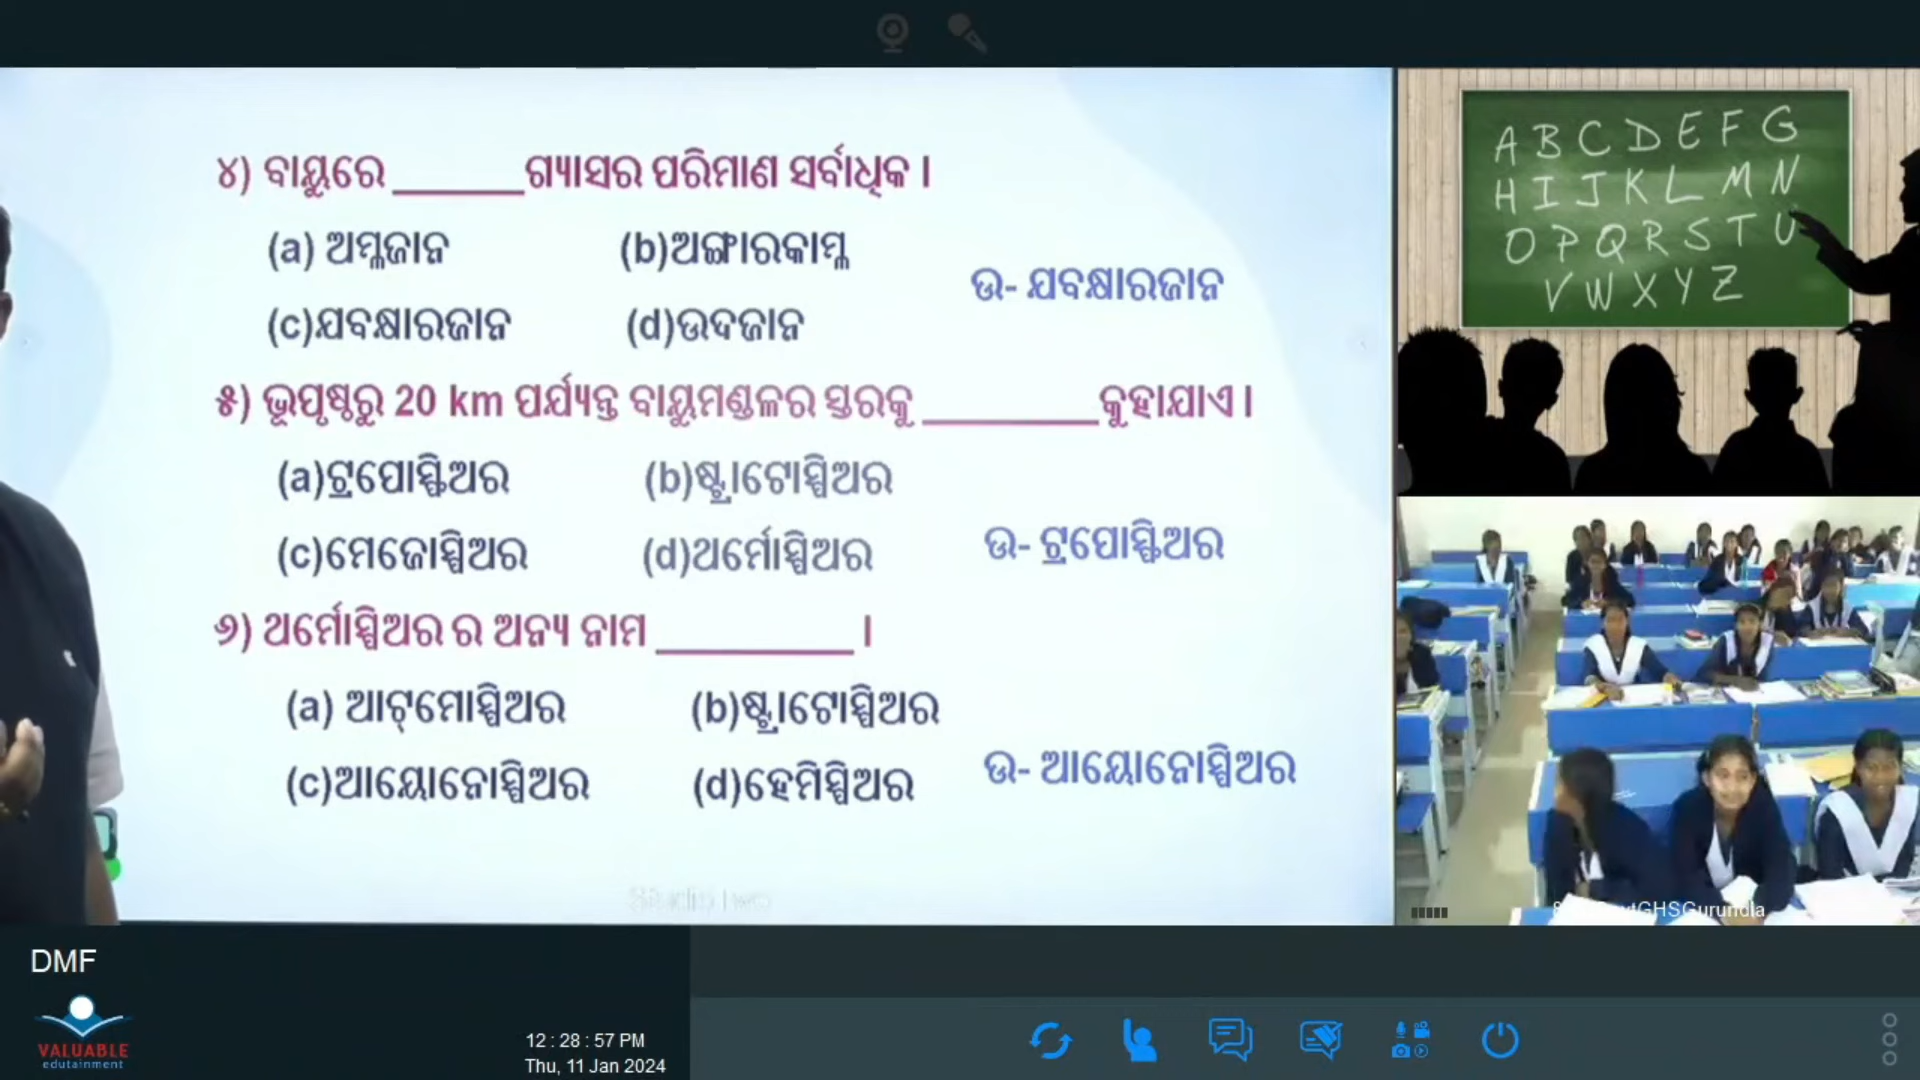 ୪) ବାୟୁରେ ______ ଗ୍ୟାସର ପରିମାଣ ସର୍ବାଧିକ ।
(a) ଅମ୍ଳଜାନ (b)ଅଙ୍ଗାରକାମ୍ଳ
ଉ- ଯବକ୍ଷାରଜାନ
(c)ଯବକ୍ଷାରଜାନ (d)ଉଦଜାନ
୫) ଭୂପୃଷ୍ଠରୁ 20 km ପର୍ଯ୍ୟନ୍ତ ବାୟୁମଣ୍ଡଳର ସ୍ତରକୁ ________ କୁହାଯାଏ ।
(a)ଟ୍ରପୋସ୍ଫିଅର (b)ଷ୍ଟ୍ରାଟୋସ୍ପିଅର
(c)ମେଜୋସ୍ପିଅର (d)ଥର୍ମୋସ୍ପିଅର
ଉ- ଟ୍ରପୋସ୍ଫିଅର
୬) ଥର୍ମୋସ୍ପିଅର ର ଅନ୍ୟ ନାମ _________ ।
(a) ଆଟ୍‌ମୋସ୍ପିଅର (b)ଷ୍ଟ୍ରାଟୋସ୍ପିଅର
ଉ- ଆୟୋନୋସ୍ପିଅର
(c)ଆୟୋନୋସ୍ପିଅର (d)ହେମିସ୍ପିଅର
A B C D E F G
H I J K L M N
O P Q R S T U
V W X Y Z
DMF
VALUABLE
edutainment
12 : 28 : 57 PM
Thu, 11 Jan 2024